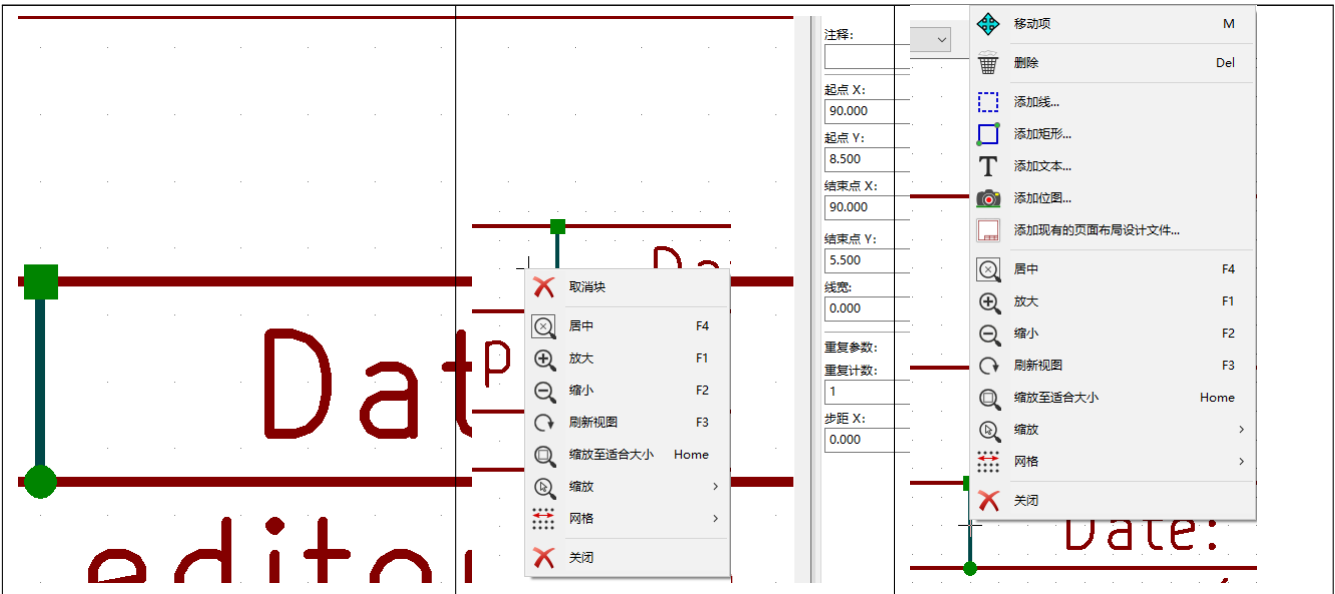 Dat
edito
Da
P
取消块
居中 F4
放大 F1
缩小 F2
刷新视图 F3
缩放至适合大小 Home
缩放
网格
关闭
注释:
起点 X:
90.000
起点 Y:
8.500
结束点 X:
90.000
结束点 Y:
5.500
线宽:
0.000
重复参数:
重复计数:
1
步距 X:
0.000
移动项 M
删除 Del
添加线...
添加矩形...
添加文本...
添加位图...
添加现有的页面布局设计文件...
居中 F4
放大 F1
缩小 F2
刷新视图 F3
缩放至适合大小 Home
缩放
网格
关闭
Date: